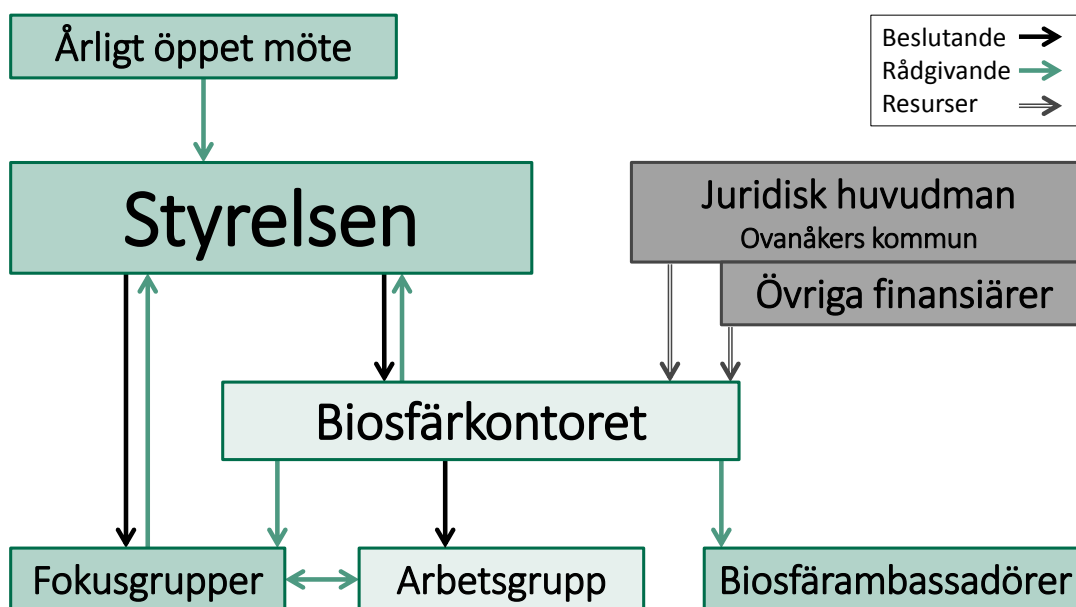 Årligt öppet möte
Beslutande
Rådgivande
Resurser
Styrelsen
Juridisk huvudman
Ovanåkers kommun
Övriga finansiärer
Biosfärkontoret
Fokusgrupper
Arbetsgrupp
Biosfärambassadörer